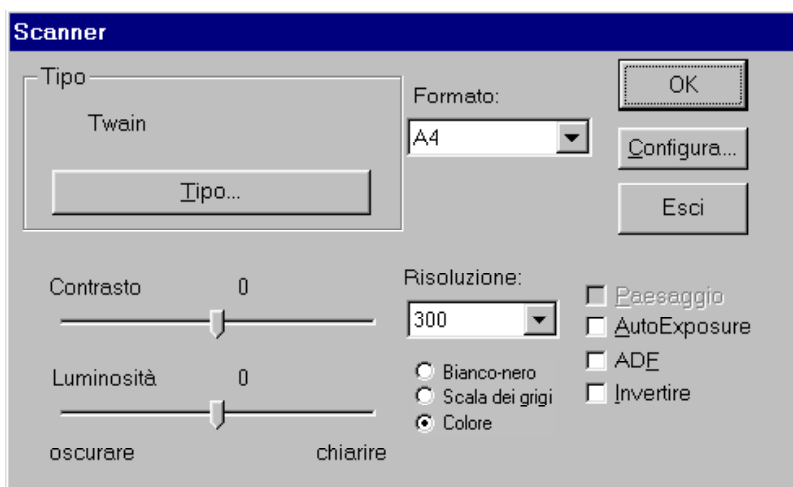 Scanner
Tipo
Twain
Tipo...
Formato:
A4
OK
Configura...
Esci
Contrasto 0
Luminosità 0
oscurare chiarire
Risoluzione:
300
Bianco-nero
Scala dei grigi
Colore
Paesaggio
AutoExposure
ADF
Invertire